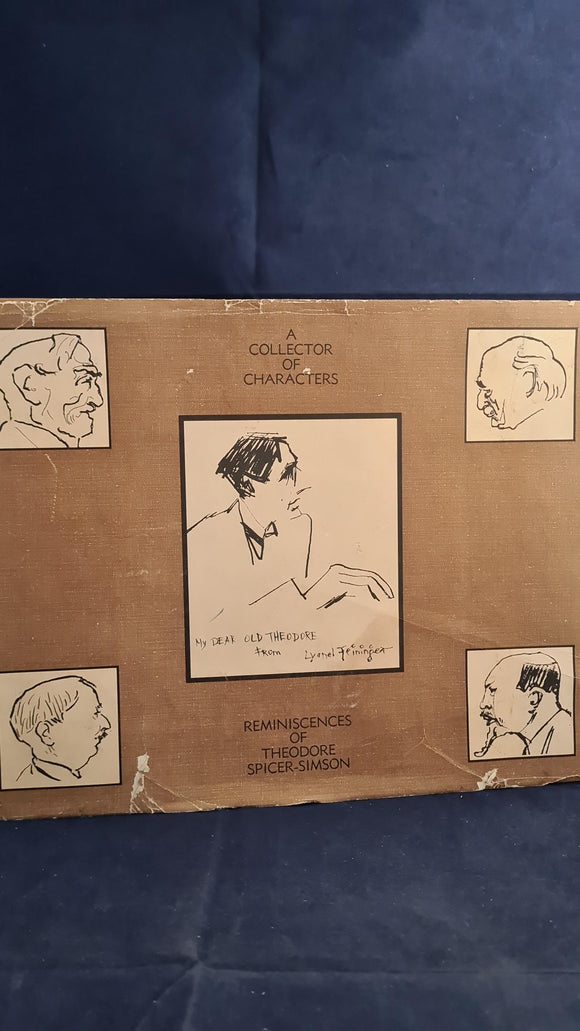 A
COLLECTOR
OF
CHARACTERS
My DEAR OLD THEODORE
from Lyonel Feininger
REMINISCENCES
OF
THEODORE
SPICER-SIMSON